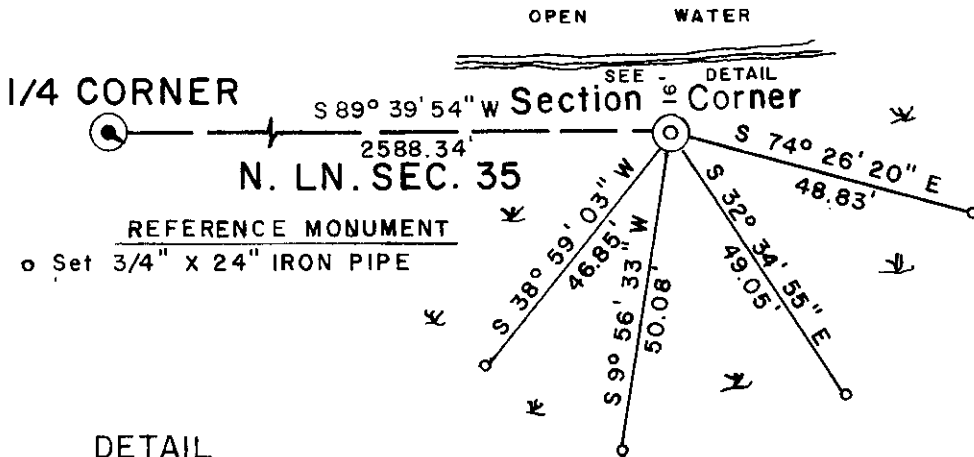 OPEN WATER
SEE - DETAIL
1/4 CORNER
Section Corner
16
S 89° 39' 54" W
2588.34'
N. LN. SEC. 35
S 74° 26' 20" E
48.83'
S 32° 34' 55" E
49.05'
S 9° 56' 33" W
50.08'
S 38° 59' 03" W
46.85'
REFERENCE MONUMENT
o Set 3/4" X 24" IRON PIPE
DETAIL